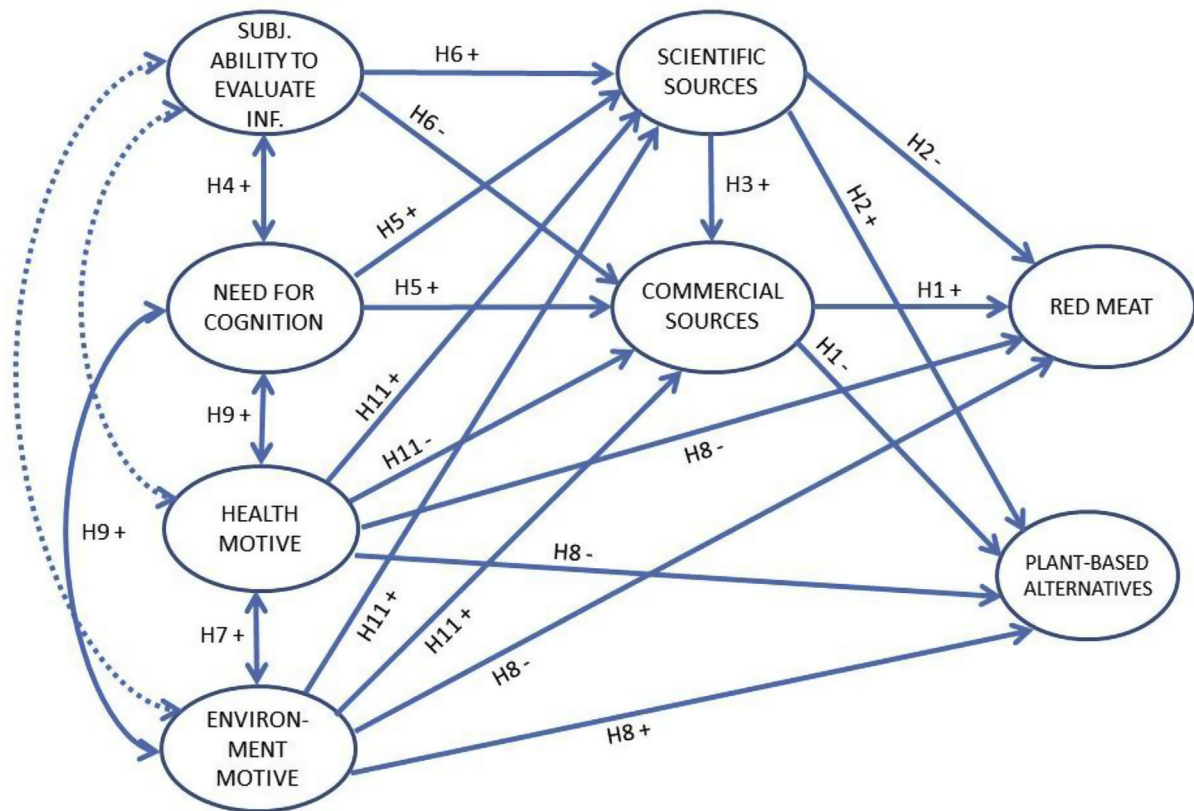 SUBJ.
ABILITY TO
EVALUATE
INF.
H6 +
SCIENTIFIC
SOURCES
H6 -
H2 -
H4 +
H5 +
H3 +
H2 +
NEED FOR
COGNITION
H5 +
COMMERCIAL
SOURCES
H1 +
RED MEAT
H1 -
H9 +
H11 +
H11 -
H8 -
HEALTH
MOTIVE
H9 +
H8 -
PLANT-BASED
ALTERNATIVES
H7 +
H11 +
H11 +
H8 -
ENVIRON-
MENT
MOTIVE
H8 +